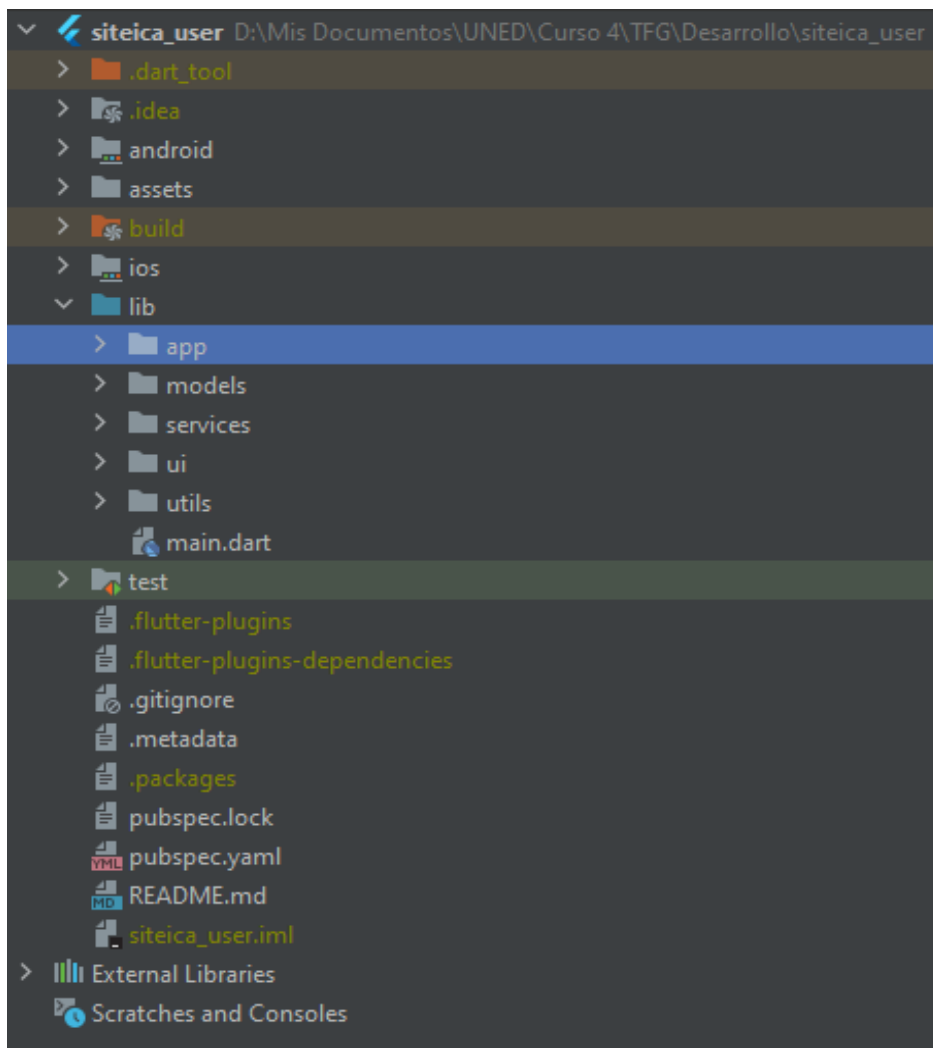 siteica_user D:\Mis Documentos\UNED\Curso 4\TFG\Desarrollo\siteica_user
.dart_tool
.idea
android
assets
build
ios
lib
app
models
services
ui
utils
main.dart
test
.flutter-plugins
.flutter-plugins-dependencies
.gitignore
.metadata
.packages
pubspec.lock
YML pubspec.yaml
MD README.md
siteica_user.iml
External Libraries
Scratches and Consoles